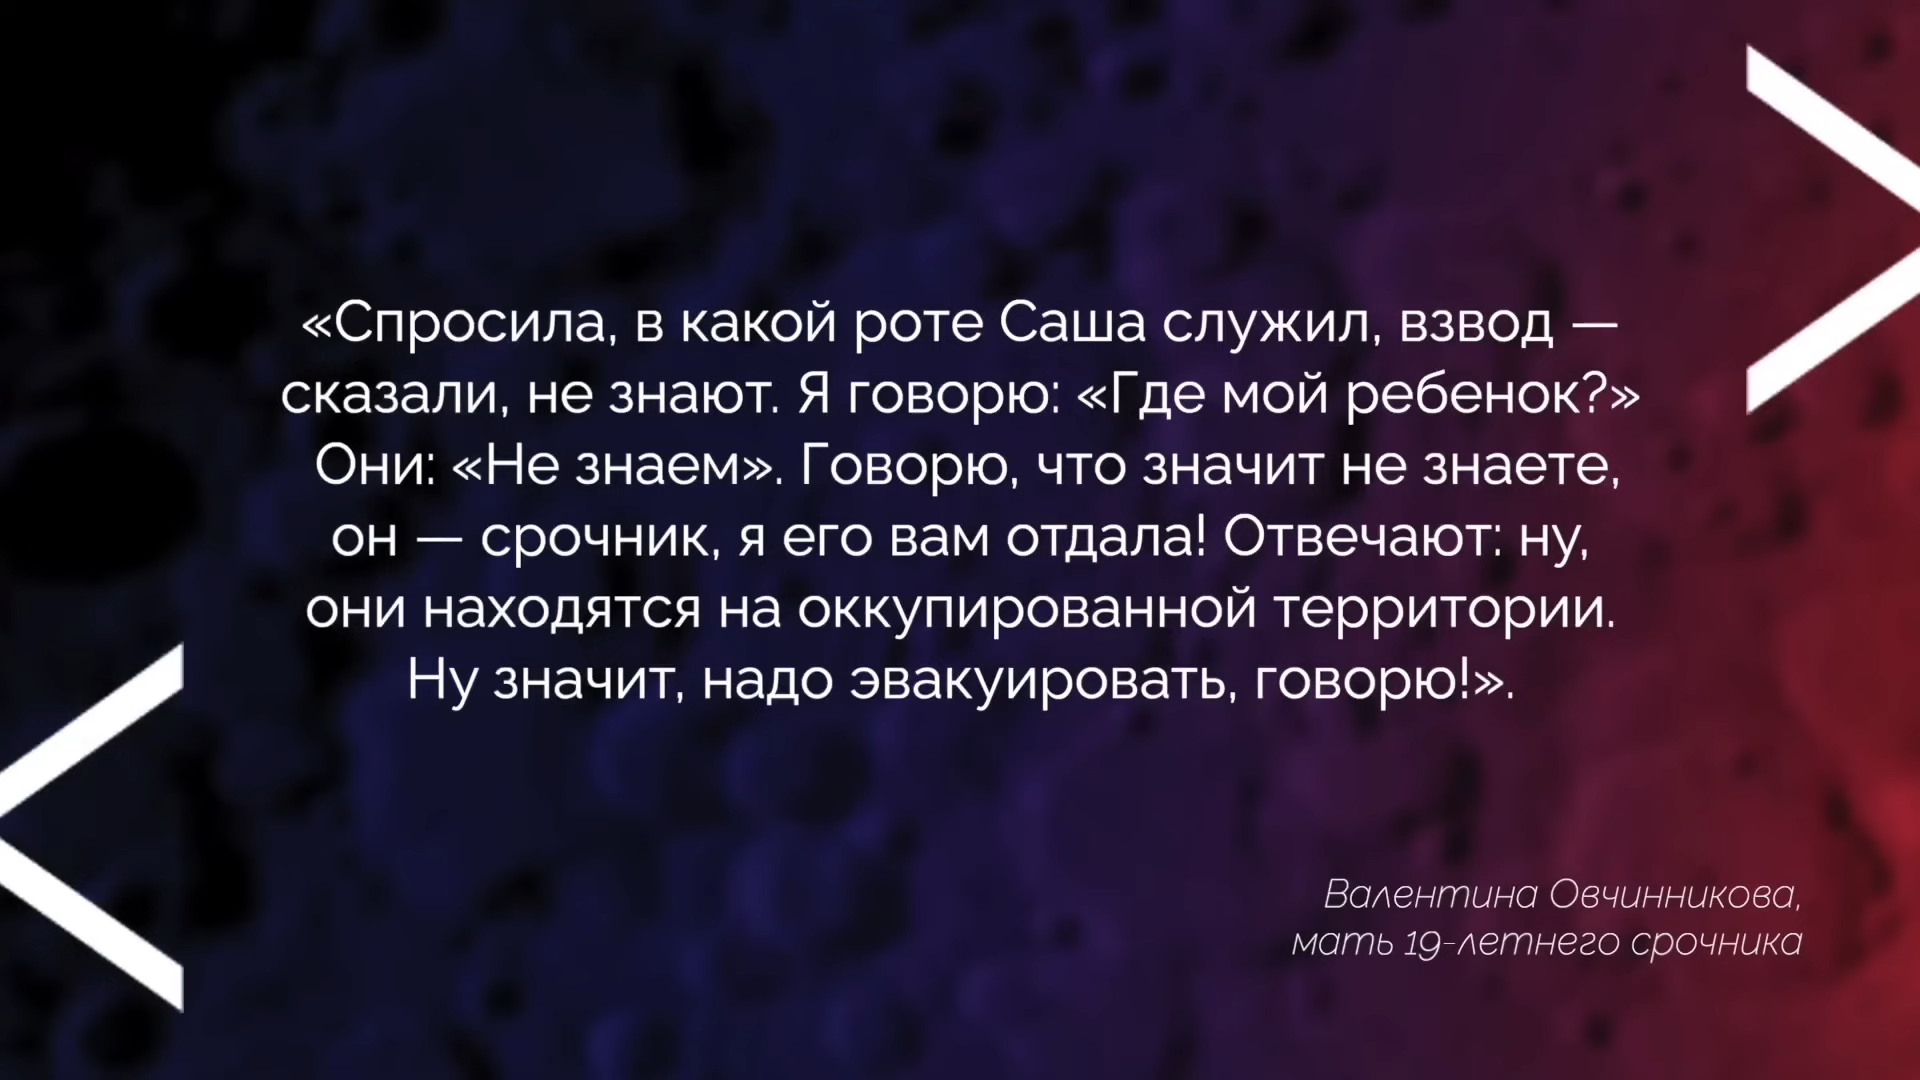 «Спросила, в какой роте Саша служил, взвод —
сказали, не знают. Я говорю: «Где мой ребенок?»
Они: «Не знаем». Говорю, что значит не знаете,
он — срочник, я его вам отдала! Отвечают: ну,
они находятся на оккупированной территории.
Ну значит, надо эвакуировать, говорю!».
Валентина Овчинникова,
мать 19-летнего срочника